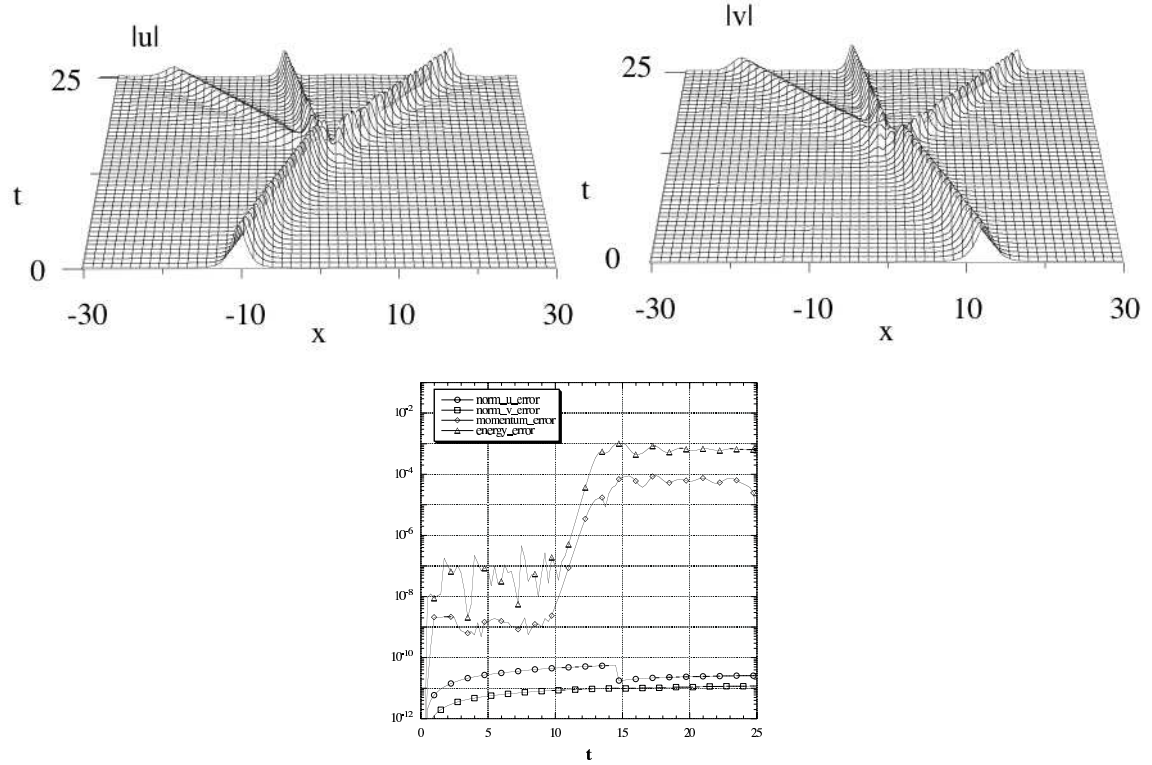 |u|
25
t
0
-30
-10
10
30
x
|v|
25
t
0
-30
-10
10
30
x
norm_u_error
norm_v_error
momentum_error
energy_error
10^-2
10^-4
10^-6
10^-8
10^-10
10^-12
0
5
10
15
20
25
t